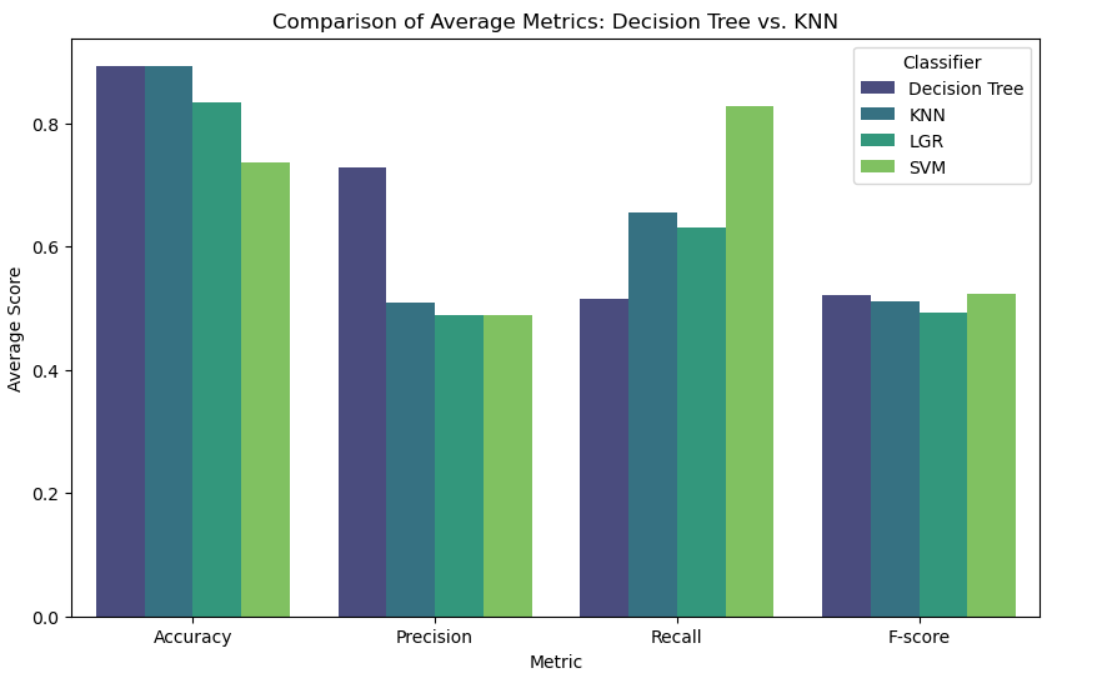 Comparison of Average Metrics: Decision Tree vs. KNN
Classifier
Decision Tree
KNN
LGR
SVM
Average Score
0.8
0.6
0.4
0.2
0.0
Accuracy
Precision
Recall
F-score
Metric